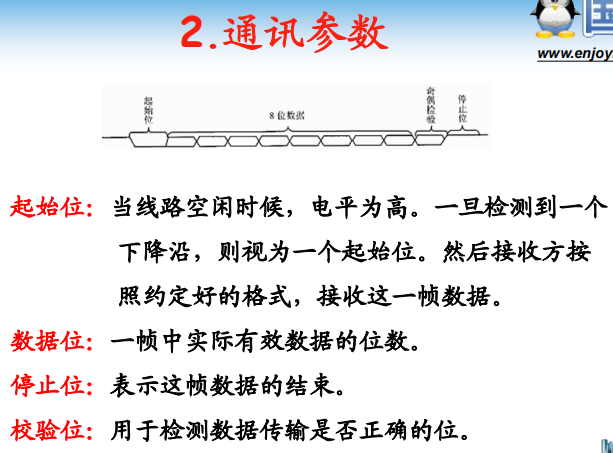 2.通讯参数
www.enjoy
起始位
8位数据
奇偶检验
停止位
起始位：当线路空闲时候，电平为高。一旦检测到一个
下降沿，则视为一个起始位。然后接收方按
照约定好的格式，接收这一帧数据。
数据位：一帧中实际有效数据的位数。
停止位：表示这帧数据的结束。
校验位：用于检测数据传输是否正确的位。